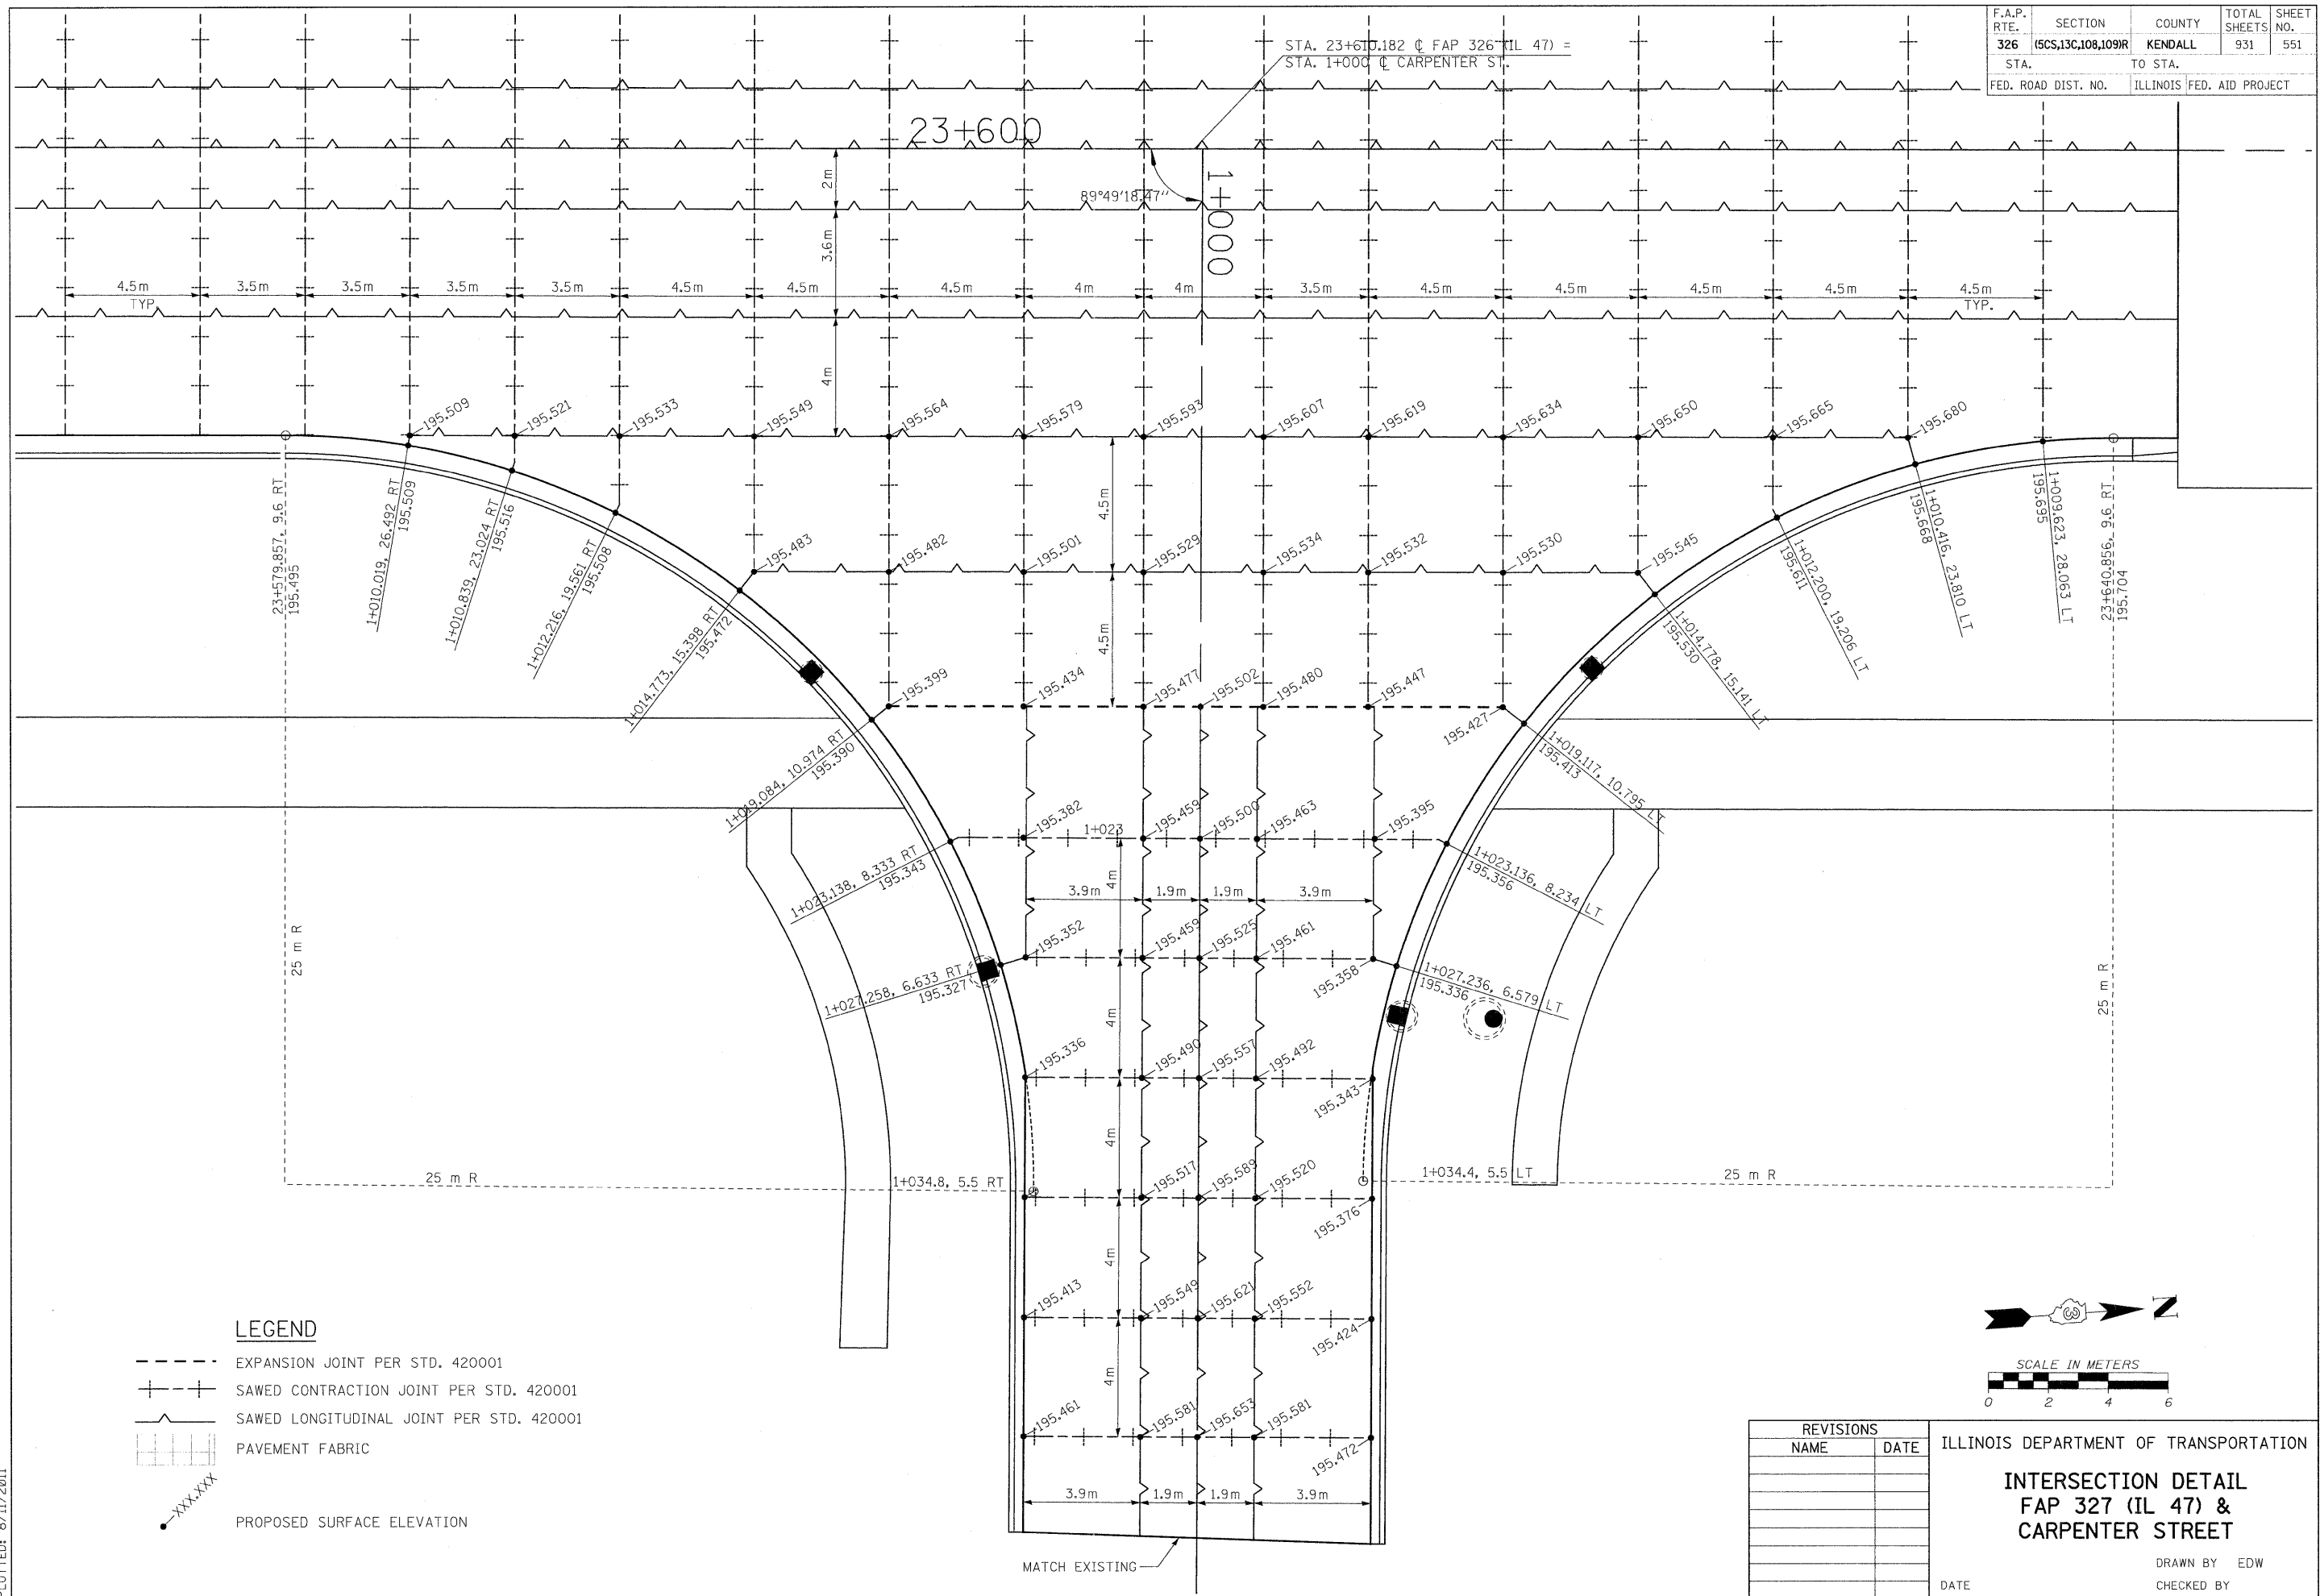 F.A.P. RTE. SECTION COUNTY TOTAL SHEETS SHEET NO.
326 (5CS,13C,108,109)R KENDALL 931 551
STA. TO STA.
FED. ROAD DIST. NO. ILLINOIS FED. AID PROJECT
STA. 23+610.182 ℄ FAP 326 (IL 47) =
STA. 1+000 ℄ CARPENTER ST.
23+600
1+000
89°49'18.47"
2m
3.6m
4.5m 3.5m 3.5m 3.5m 3.5m 4.5m 4.5m 4.5m 4m 4m 3.5m 4.5m 4.5m 4.5m 4.5m 4.5m
TYP. TYP.
4m
195.509 195.521 195.533 195.549 195.564 195.579 195.593 195.607 195.619 195.634 195.650 195.665 195.680
4.5m
23+579.857, 9.6 RT
195.495
1+010.019, 26.492 RT
195.509
1+010.839, 23.024 RT
195.516
1+012.216, 19.561 RT
195.508
1+014.773, 15.398 RT
195.472
1+019.084, 10.974 RT
195.390
1+023.138, 8.333 RT
195.343
1+027.258, 6.633 RT
195.327
195.483 195.482 195.501 195.529 195.534 195.532 195.530 195.545
4.5m
195.399 195.434 195.477 195.502 195.480 195.447 195.427
23+640.856, 9.6 RT
195.704
1+009.623, 28.063 LT
195.695
1+010.416, 23.810 LT
195.668
1+012.200, 19.206 LT
195.611
1+014.778, 15.141 LT
195.530
1+019.117, 10.795 LT
195.413
1+023.136, 8.234 LT
195.356
1+027.236, 6.579 LT
195.336
195.382 1+023 195.459 195.500 195.463 195.395
4m
3.9m 1.9m 1.9m 3.9m
195.352 195.459 195.525 195.461 195.358
25 m R 25 m R
4m
195.336 195.490 195.557 195.492 195.343
4m
25 m R 1+034.8, 5.5 RT 1+034.4, 5.5 LT 25 m R
195.517 195.589 195.520 195.376
4m
195.413 195.549 195.621 195.552 195.424
4m
195.461 195.581 195.653 195.581 195.472
3.9m 1.9m 1.9m 3.9m
MATCH EXISTING
LEGEND
EXPANSION JOINT PER STD. 420001
SAWED CONTRACTION JOINT PER STD. 420001
SAWED LONGITUDINAL JOINT PER STD. 420001
PAVEMENT FABRIC
XXX.XXX
PROPOSED SURFACE ELEVATION
N
SCALE IN METERS
0 2 4 6
REVISIONS
NAME DATE
ILLINOIS DEPARTMENT OF TRANSPORTATION
INTERSECTION DETAIL
FAP 327 (IL 47) &
CARPENTER STREET
DRAWN BY EDW
DATE CHECKED BY
PLOTTED: 8/11/2011